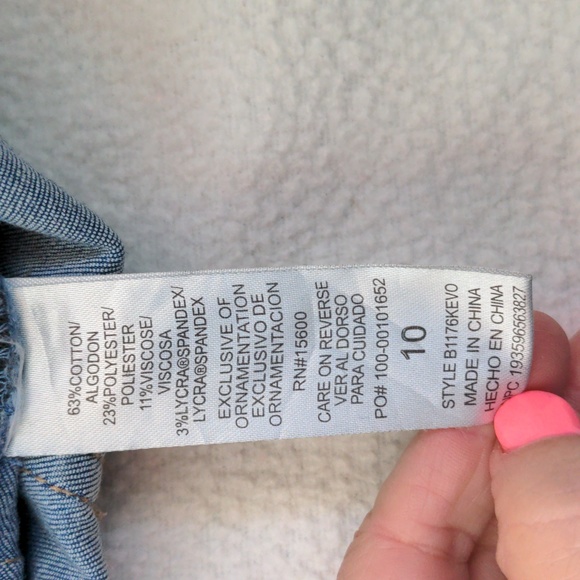 63%COTTON/
ALGODON
23%POLYESTER/
POLIESTER
11%VISCOSE/
VISCOSA
3%LYCRA®SPANDEX/
LYCRA®SPANDEX
EXCLUSIVE OF
ORNAMENTATION
EXCLUSIVO DE
ORNAMENTACION
RN#15600
CARE ON REVERSE
VER AL DORSO
PARA CUIDADO
PO# 100-00101652
10
STYLE B1176KEV0
MADE IN CHINA
HECHO EN CHINA
PC 193596563827